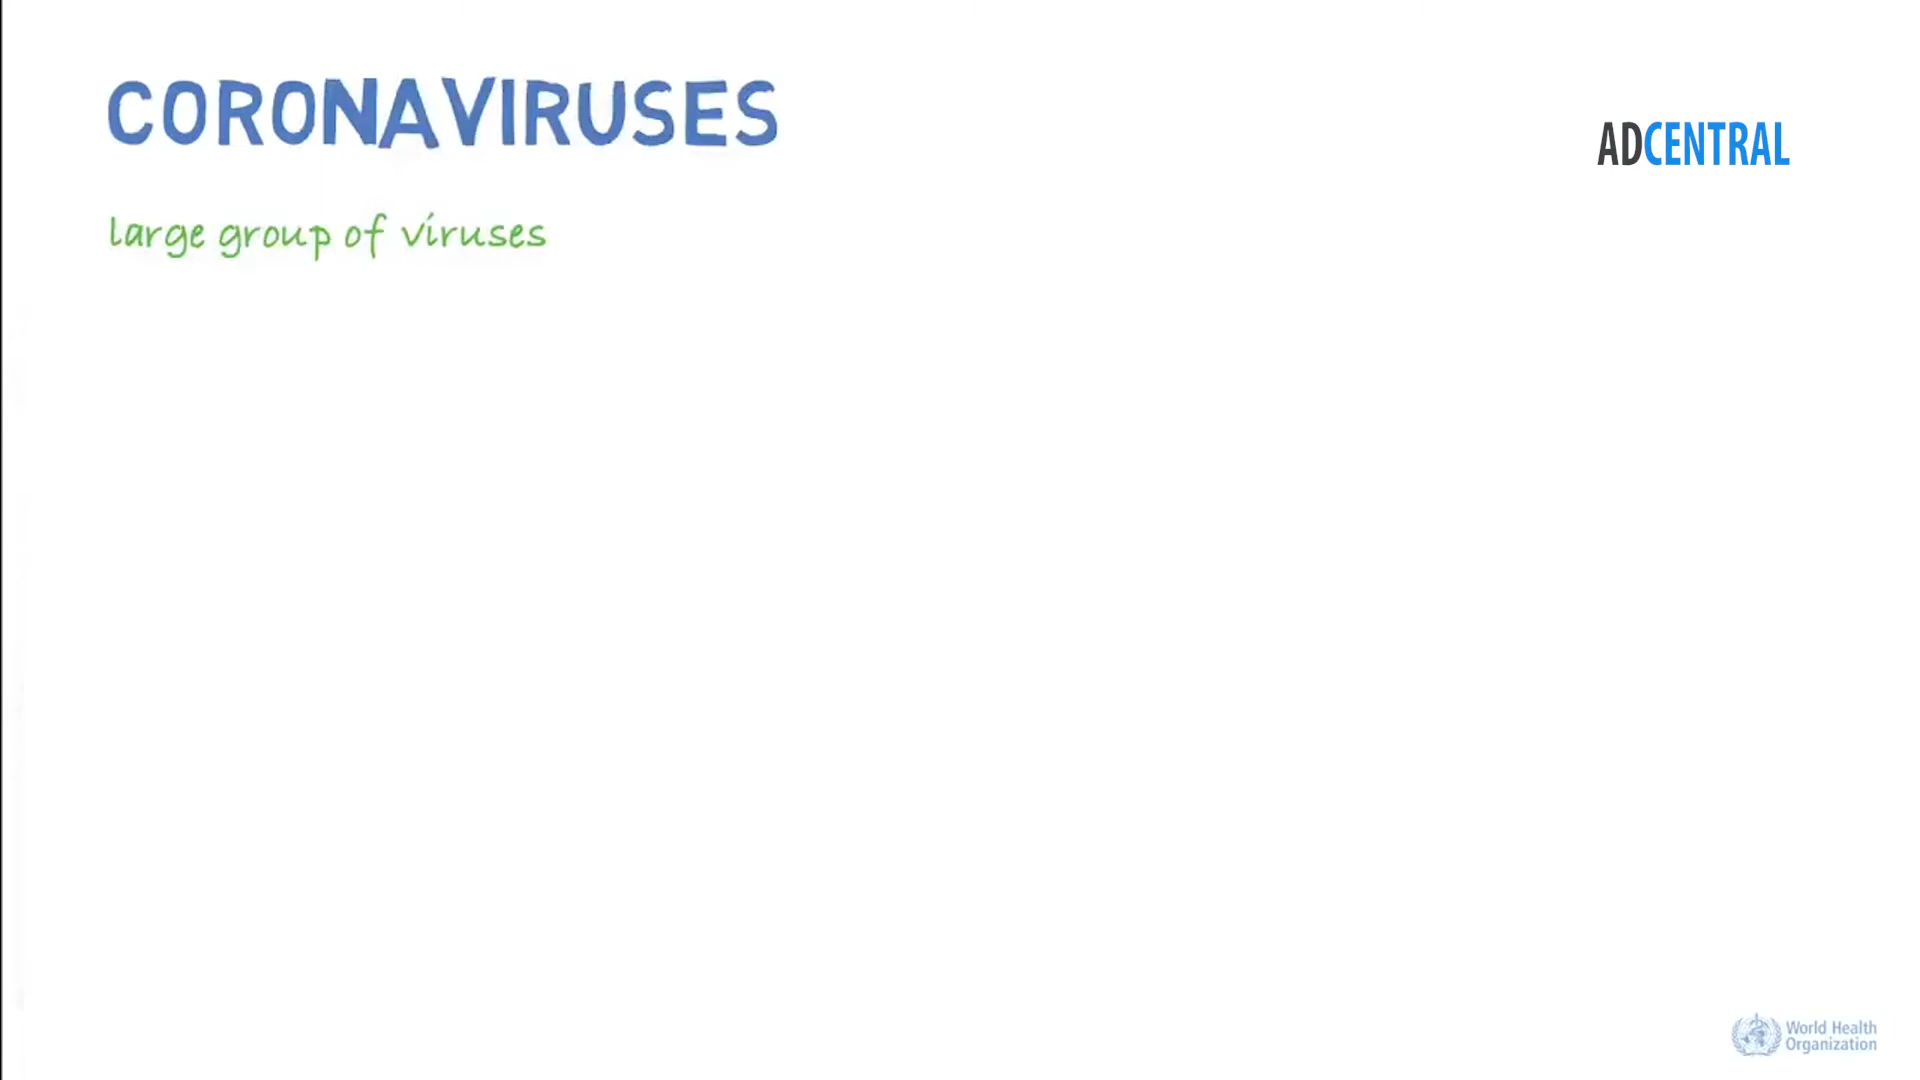 CORONAVIRUSES
ADCENTRAL
large group of viruses
World Health
Organization